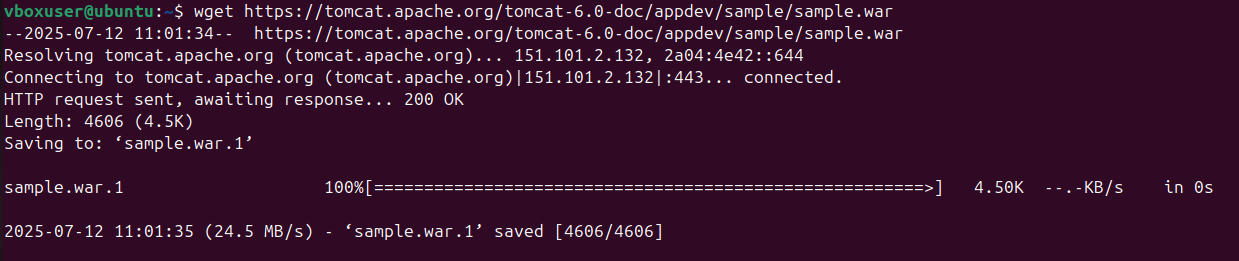 vboxuser@ubuntu:~$ wget https://tomcat.apache.org/tomcat-6.0-doc/appdev/sample/sample.war
--2025-07-12 11:01:34--  https://tomcat.apache.org/tomcat-6.0-doc/appdev/sample/sample.war
Resolving tomcat.apache.org (tomcat.apache.org)... 151.101.2.132, 2a04:4e42::644
Connecting to tomcat.apache.org (tomcat.apache.org)|151.101.2.132|:443... connected.
HTTP request sent, awaiting response... 200 OK
Length: 4606 (4.5K)
Saving to: ‘sample.war.1’
sample.war.1                    100%[=======================================================>]   4.50K  --.-KB/s    in 0s
2025-07-12 11:01:35 (24.5 MB/s) - ‘sample.war.1’ saved [4606/4606]